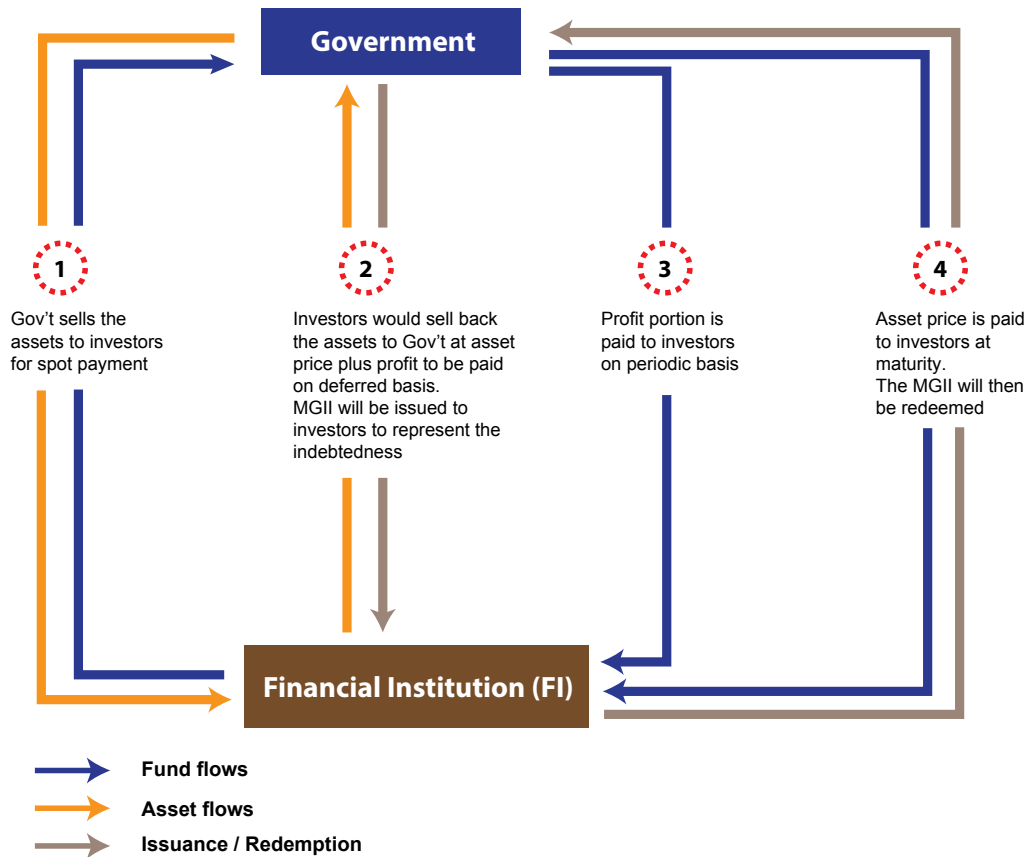 Government
1
Gov't sells the
assets to investors
for spot payment
2
Investors would sell back
the assets to Gov't at asset
price plus profit to be paid
on deferred basis.
MGII will be issued to
investors to represent the
indebtedness
3
Profit portion is
paid to investors
on periodic basis
4
Asset price is paid
to investors at
maturity.
The MGII will then
be redeemed
Financial Institution (FI)
Fund flows
Asset flows
Issuance / Redemption